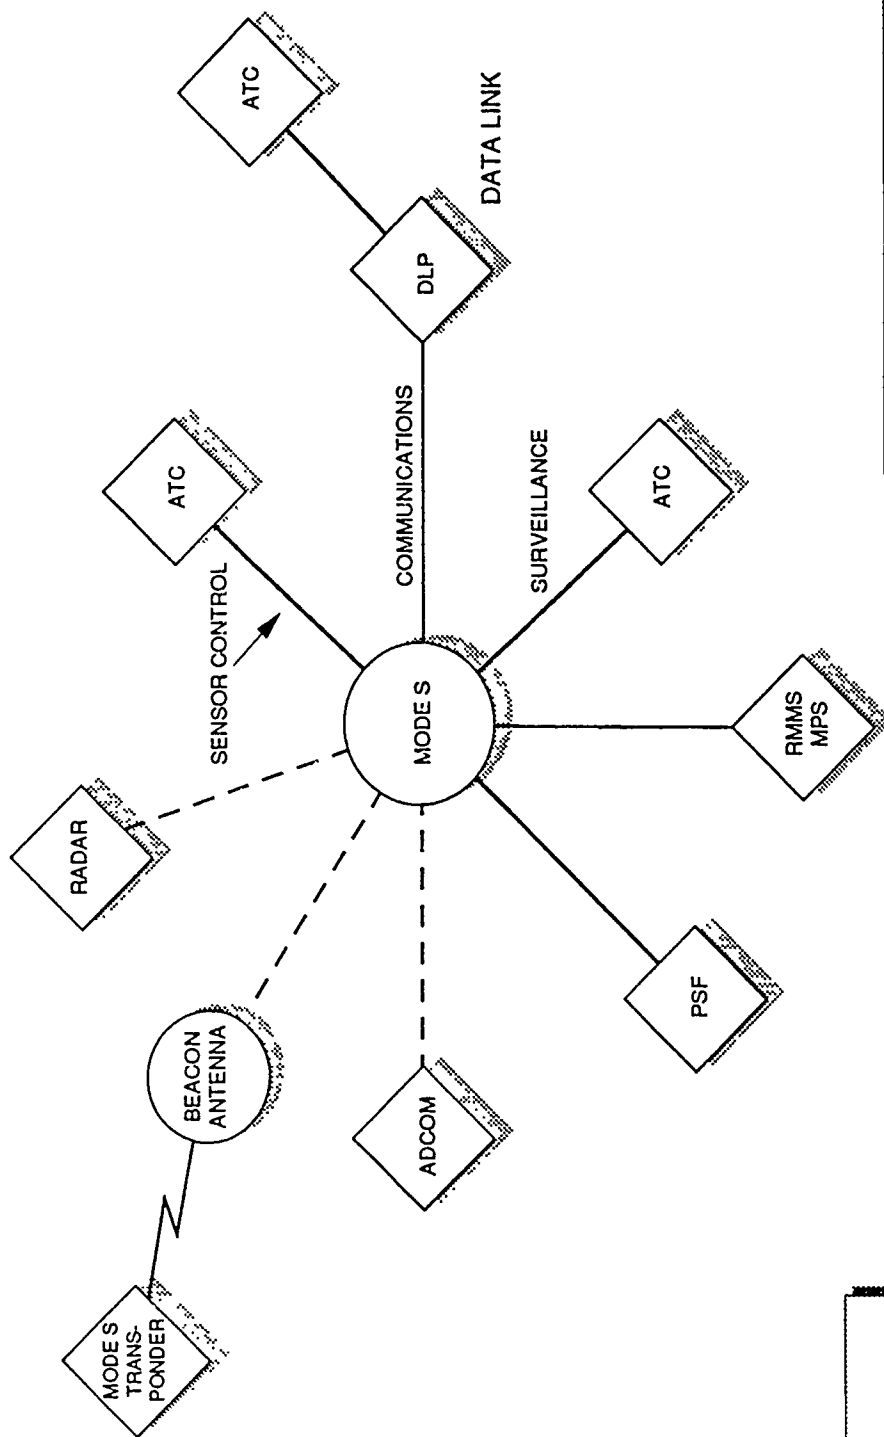 MODE S
TRANS-
PONDER
BEACON
ANTENNA
RADAR
SENSOR CONTROL
ATC
ATC
ADCOM
MODE S
COMMUNICATIONS
DLP
DATA LINK
SURVEILLANCE
PSF
RMMS
MPS
ATC